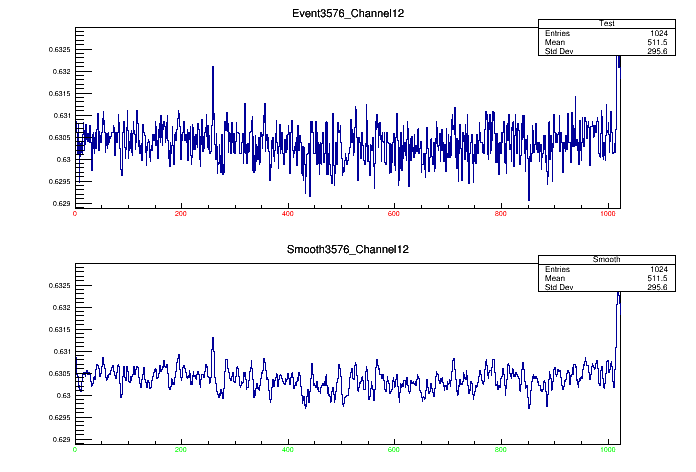 Event3576_Channel12
Test
Entries 1024
Mean 511.5
Std Dev 295.6
0.6325
0.632
0.6315
0.631
0.6305
0.63
0.6295
0.629
0 200 400 600 800 1000
Smooth3576_Channel12
Smooth
Entries 1024
Mean 511.5
Std Dev 295.6
0.6325
0.632
0.6315
0.631
0.6305
0.63
0.6295
0.629
0 200 400 600 800 1000